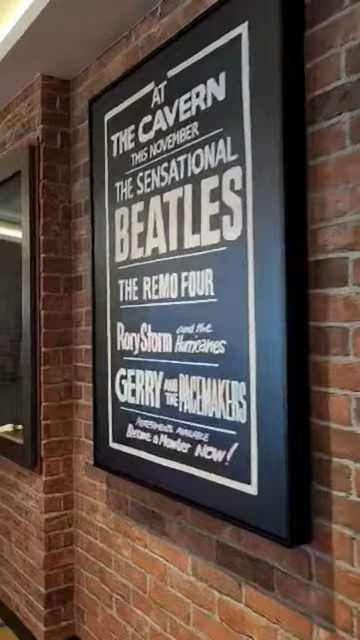 AT
THE CAVERN
THIS NOVEMBER
THE SENSATIONAL
BEATLES
THE REMO FOUR
Rory Storm and the Hurricanes
GERRY AND THE PACEMAKERS
REFRESHMENTS AVAILABLE
Become a Member NOW!